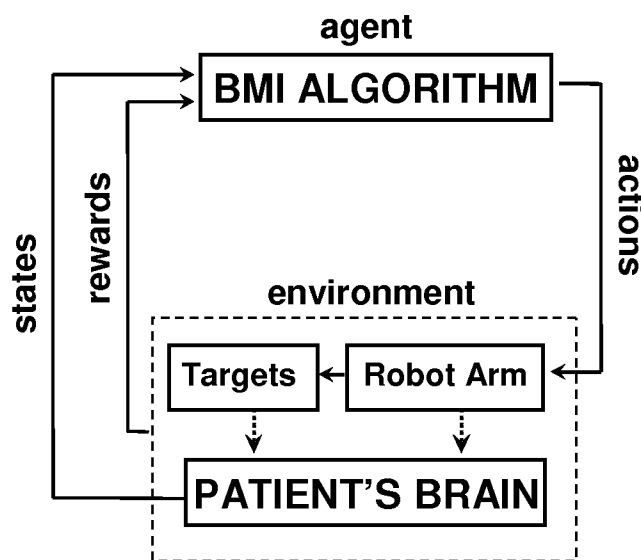 agent
BMI ALGORITHM
states
rewards
actions
environment
Targets
Robot Arm
PATIENT'S BRAIN